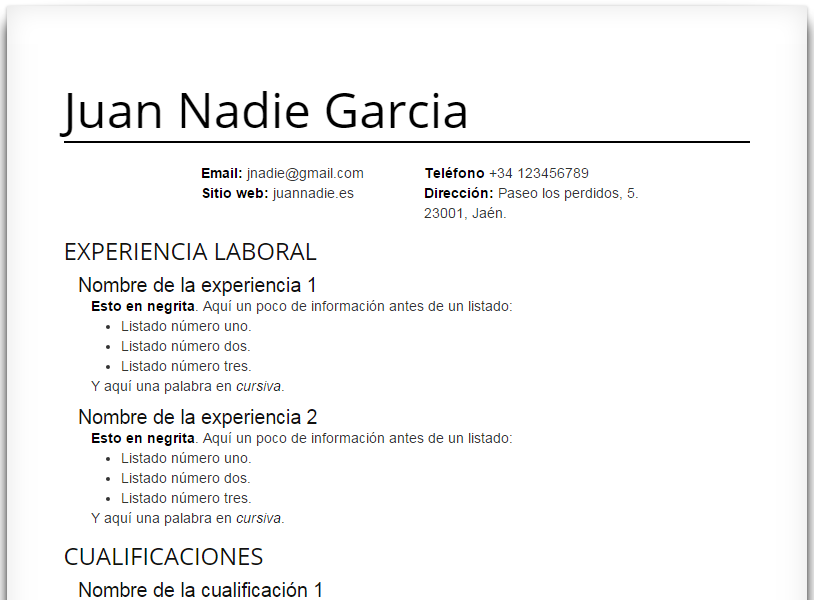 Juan Nadie Garcia
Email: jnadie@gmail.com
Sitio web: juannadie.es
Teléfono +34 123456789
Dirección: Paseo los perdidos, 5.
23001, Jaén.
EXPERIENCIA LABORAL
Nombre de la experiencia 1
Esto en negrita. Aquí un poco de información antes de un listado:
• Listado número uno.
• Listado número dos.
• Listado número tres.
Y aquí una palabra en cursiva.
Nombre de la experiencia 2
Esto en negrita. Aquí un poco de información antes de un listado:
• Listado número uno.
• Listado número dos.
• Listado número tres.
Y aquí una palabra en cursiva.
CUALIFICACIONES
Nombre de la cualificación 1